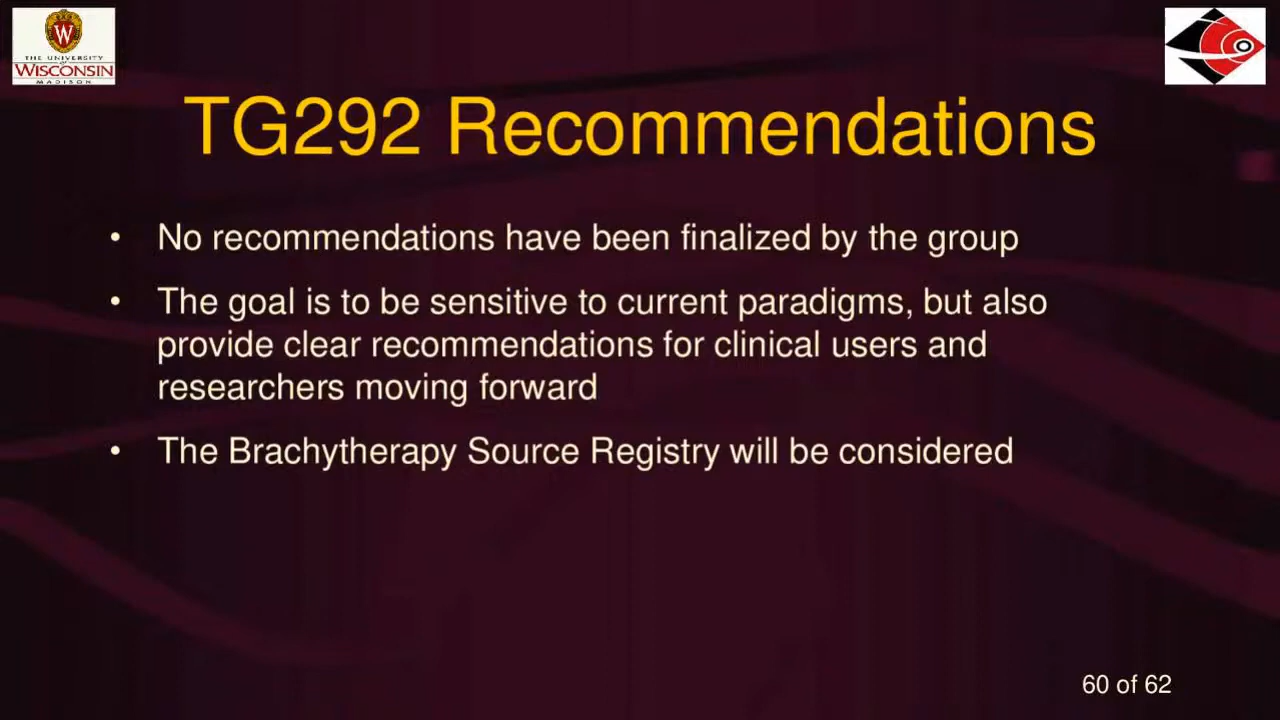 W
THE UNIVERSITY
of
WISCONSIN
MADISON
TG292 Recommendations
• No recommendations have been finalized by the group
• The goal is to be sensitive to current paradigms, but also
provide clear recommendations for clinical users and
researchers moving forward
• The Brachytherapy Source Registry will be considered
60 of 62